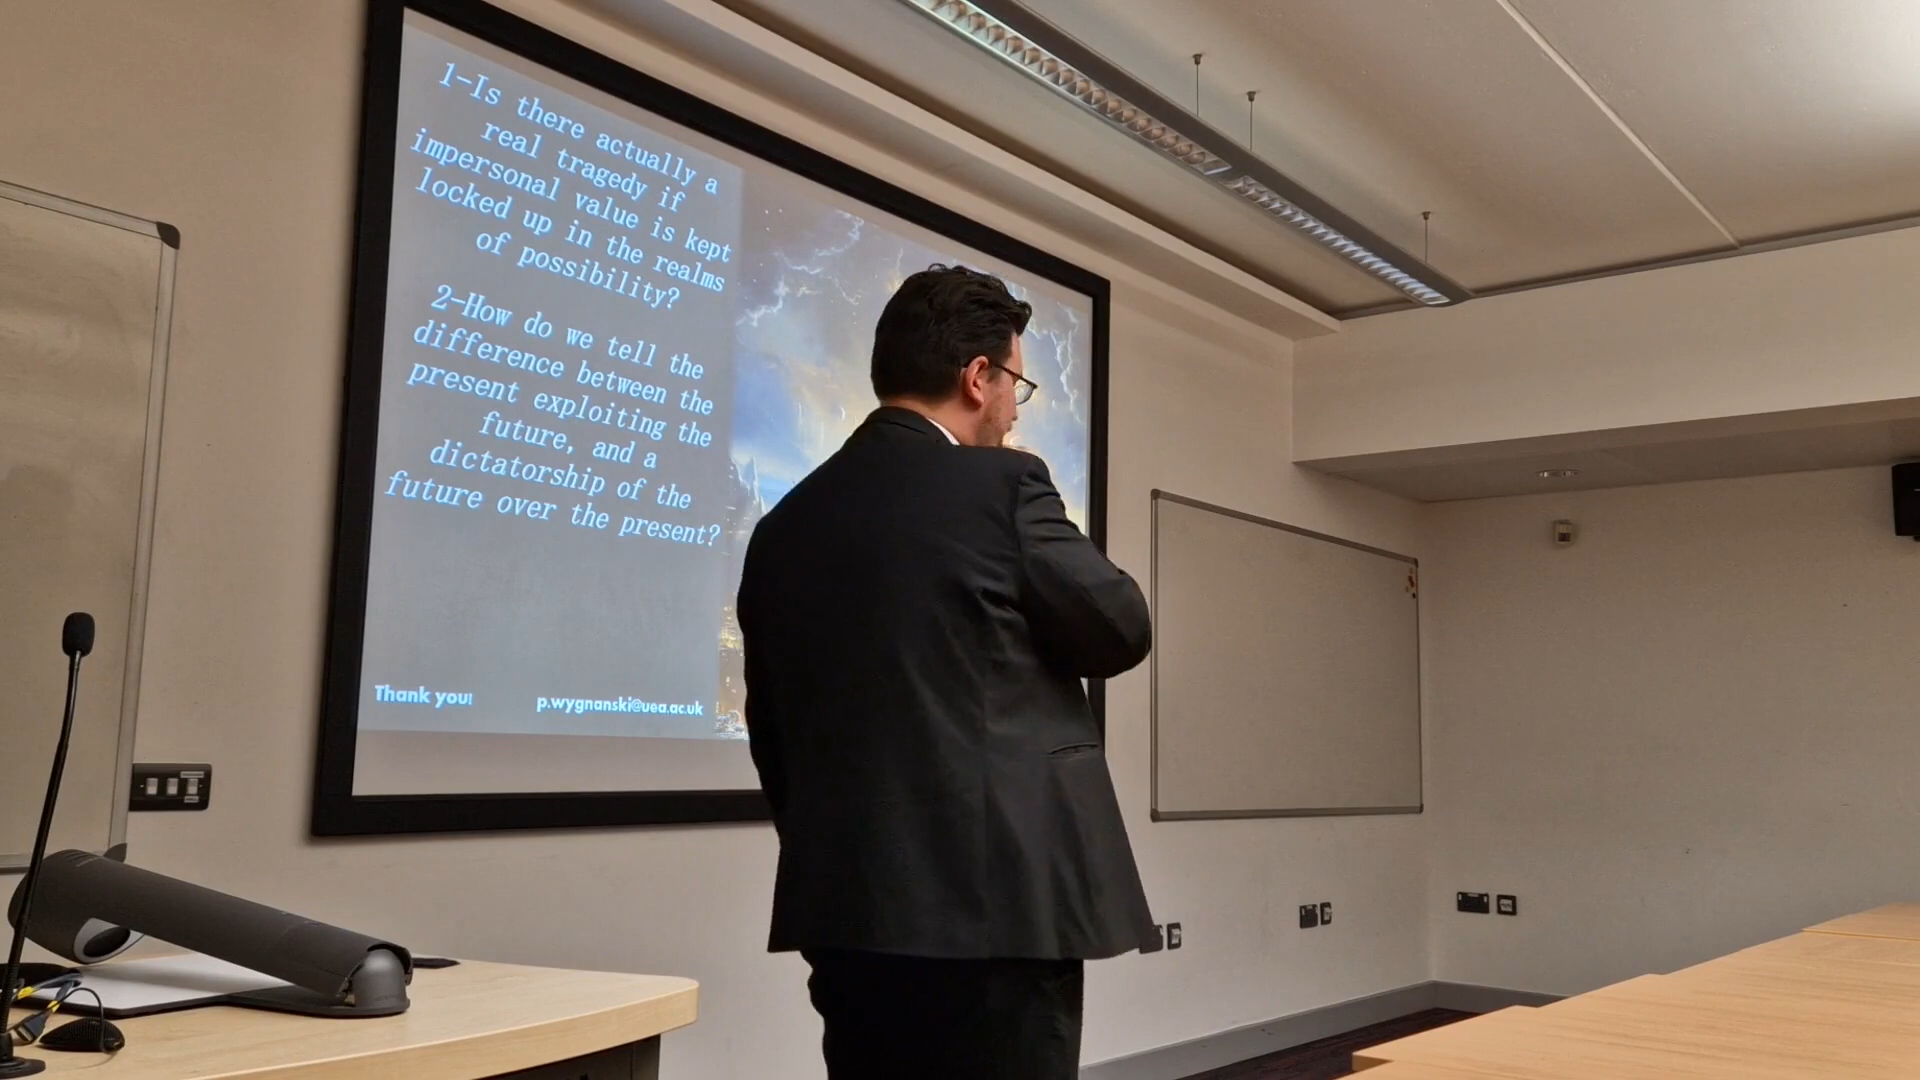 1-Is there actually a
real tragedy if
impersonal value is kept
locked up in the realms
of possibility?
2-How do we tell the
difference between the
present exploiting the
future, and a
dictatorship of the
future over the present?
Thank you!
p.wygnanski@uea.ac.uk